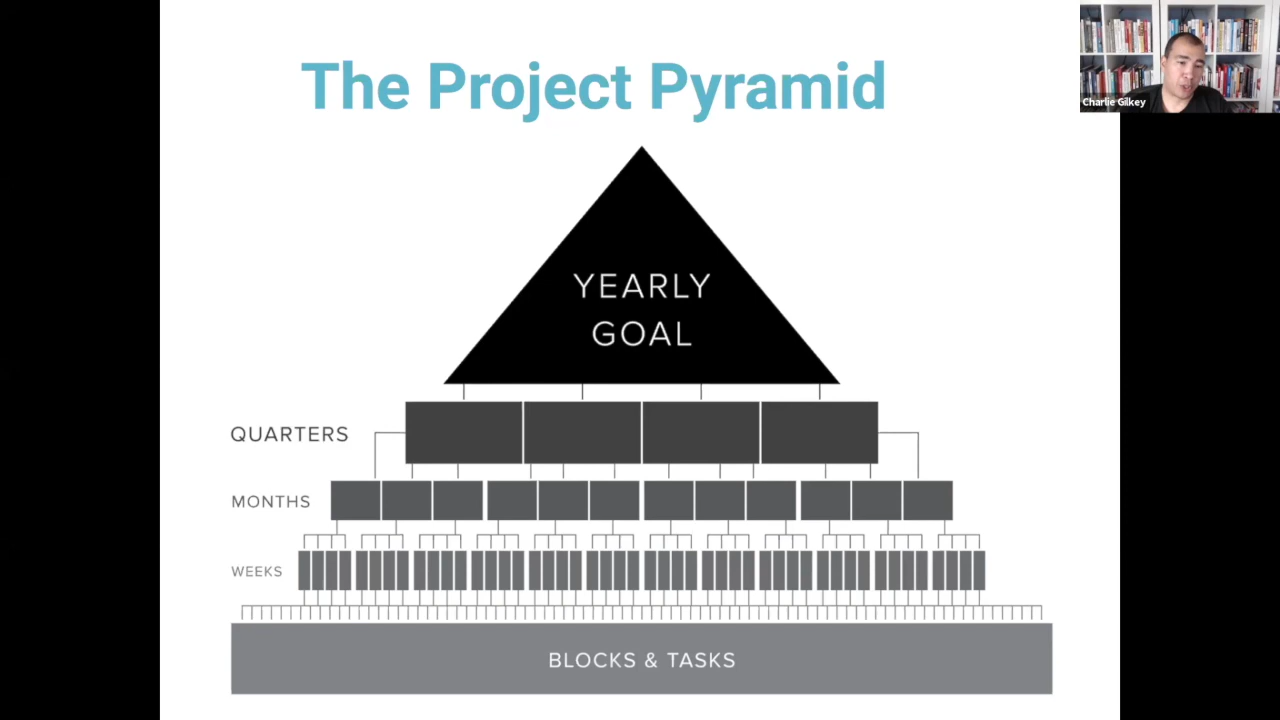 The Project Pyramid
Charlie Gilkey
YEARLY
GOAL
QUARTERS
MONTHS
WEEKS
BLOCKS & TASKS